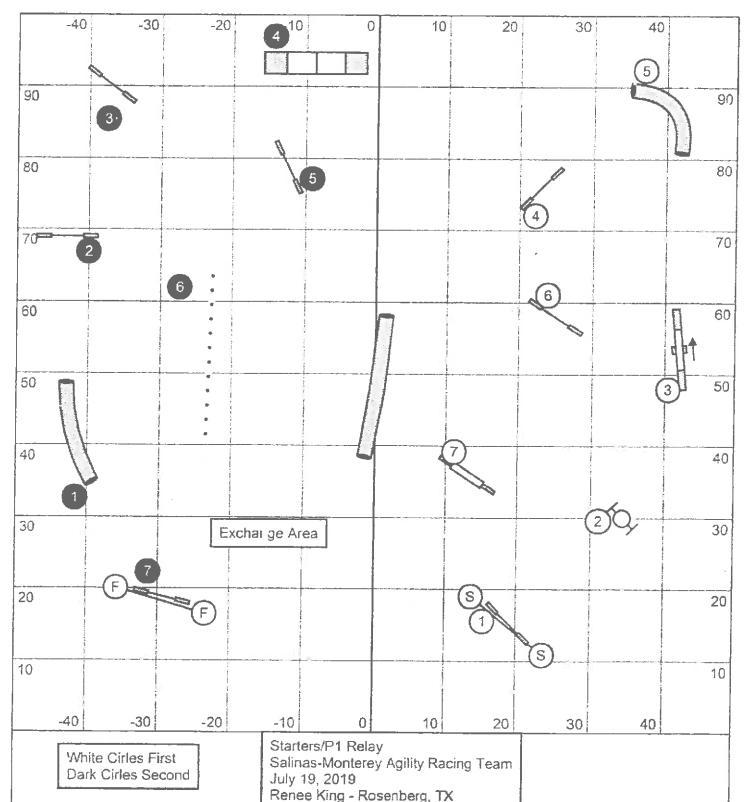 -40 -30 -20 -10 0 10 20 30 40
4
5
90 90
3
80 80
5
4
70 70
2
6 6
60 60
50 50
3
40 7 40
1
2
30 30
Exchange Area
7
20 F F S 20
1
S
10 10
-40 -30 -20 -10 0 10 20 30 40
White Cirles First
Dark Cirles Second
Starters/P1 Relay
Salinas-Monterey Agility Racing Team
July 19, 2019
Renee King - Rosenberg, TX